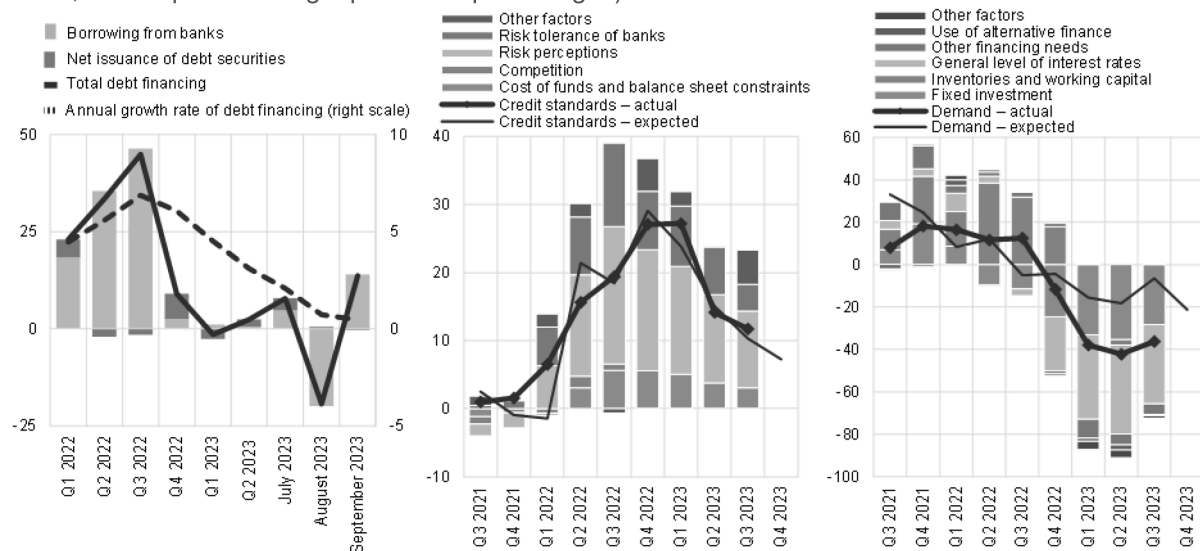 Borrowing from banks
Net issuance of debt securities
Total debt financing
Annual growth rate of debt financing (right scale)
50
25
0
-25
10
5
0
-5
Q1 2022
Q2 2022
Q3 2022
Q4 2022
Q1 2023
Q2 2023
July 2023
August 2023
September 2023
Other factors
Risk tolerance of banks
Risk perceptions
Competition
Cost of funds and balance sheet constraints
Credit standards – actual
Credit standards – expected
40
30
20
10
0
-10
Q3 2021
Q4 2021
Q1 2022
Q2 2022
Q3 2022
Q4 2022
Q1 2023
Q2 2023
Q3 2023
Q4 2023
Other factors
Use of alternative finance
Other financing needs
General level of interest rates
Inventories and working capital
Fixed investment
Demand – actual
Demand – expected
60
40
20
0
-20
-40
-60
-80
-100
Q3 2021
Q4 2021
Q1 2022
Q2 2022
Q3 2022
Q4 2022
Q1 2023
Q2 2023
Q3 2023
Q4 2023